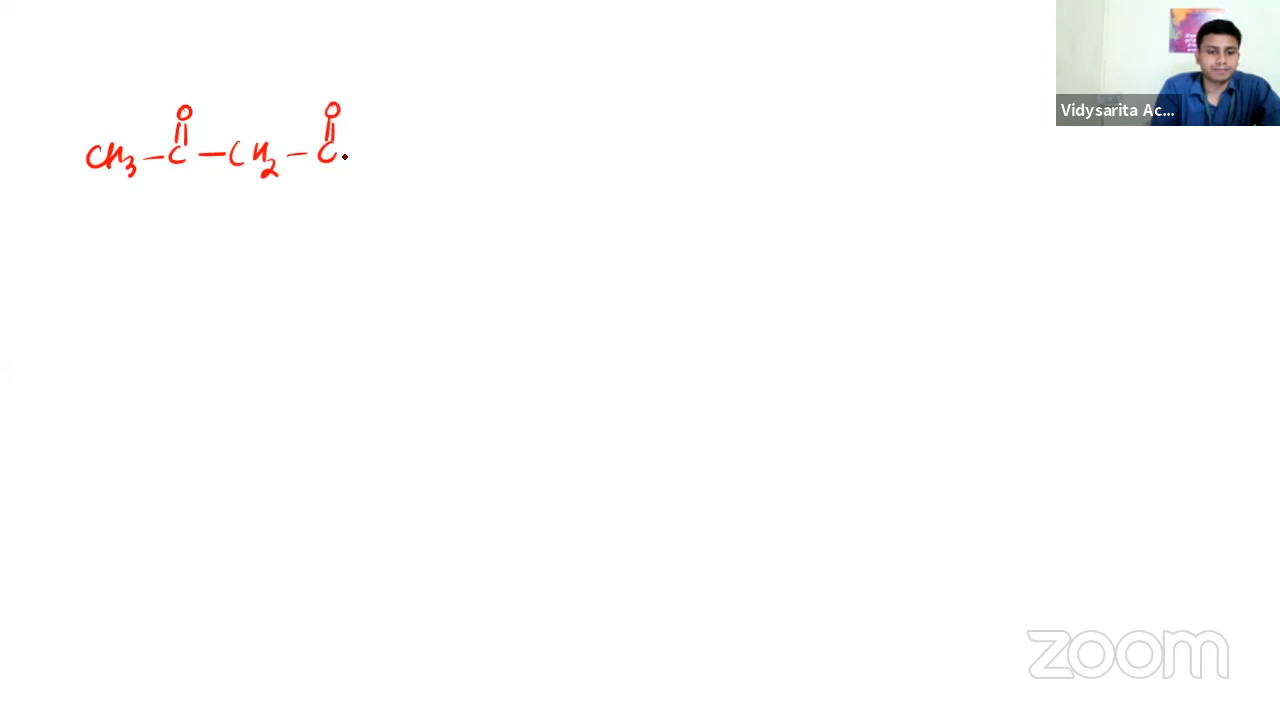 O O
|| ||
CH3 – C – CH2 – C
Vidysarita Ac...
zoom